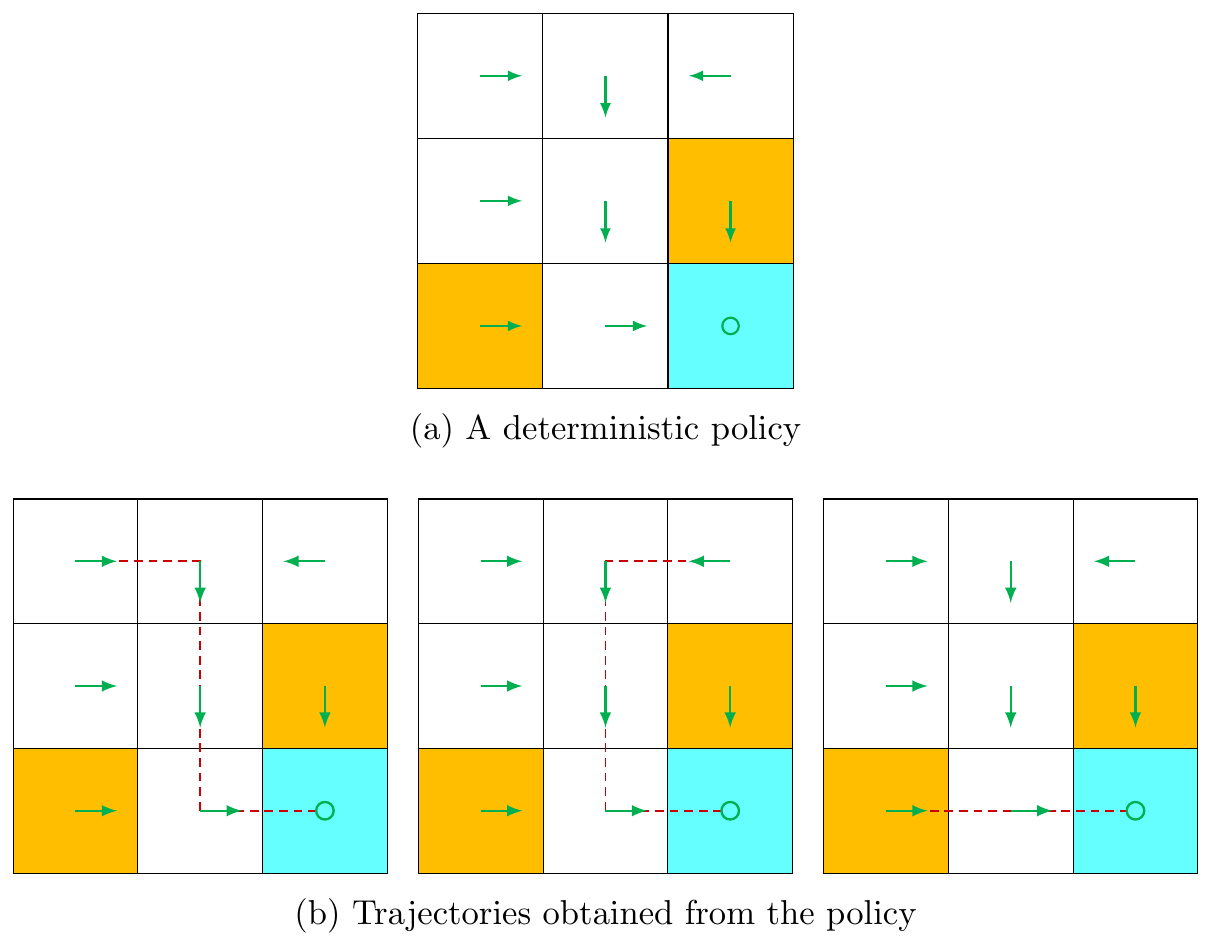 (a) A deterministic policy
(b) Trajectories obtained from the policy